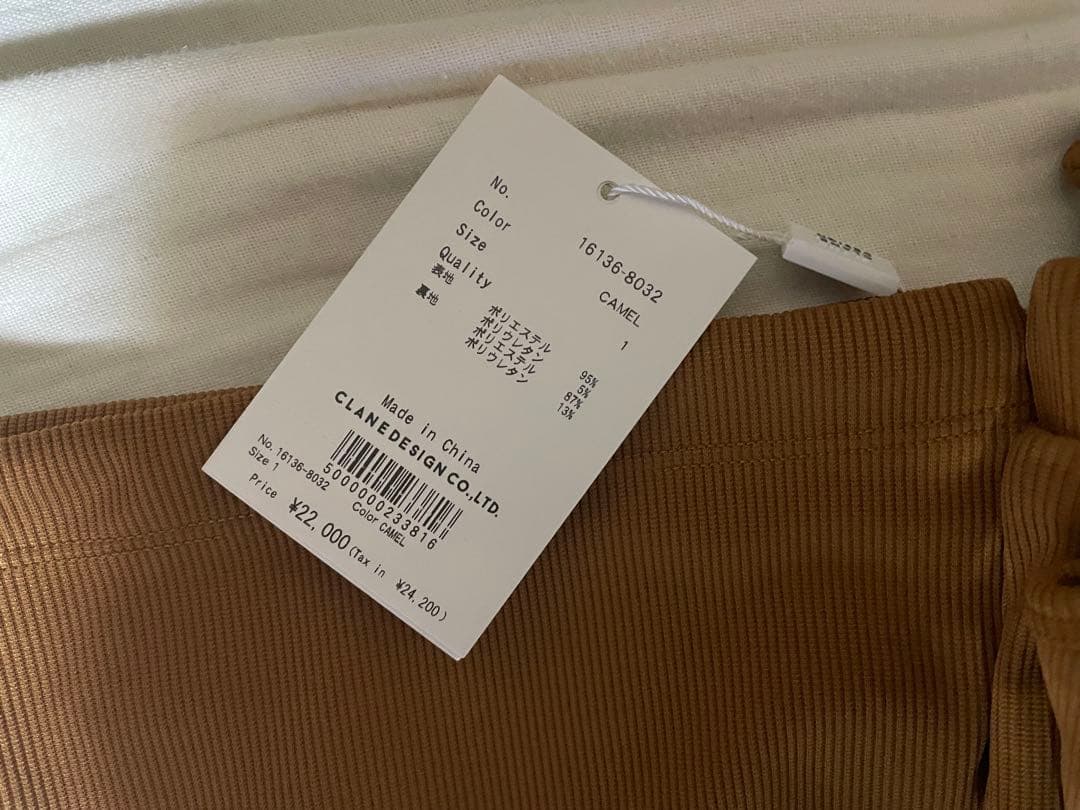 No. 16136-8032
Color CAMEL
Size 1
Quality
表地 ポリエステル 95%
ポリウレタン 5%
裏地 ポリエステル 87%
ポリウレタン 13%
Made in China
CLANEDESIGN CO.,LTD.
5000000233816
No. 16136-8032 Color CAMEL
Size 1
Price ¥22,000(Tax in ¥24,200)